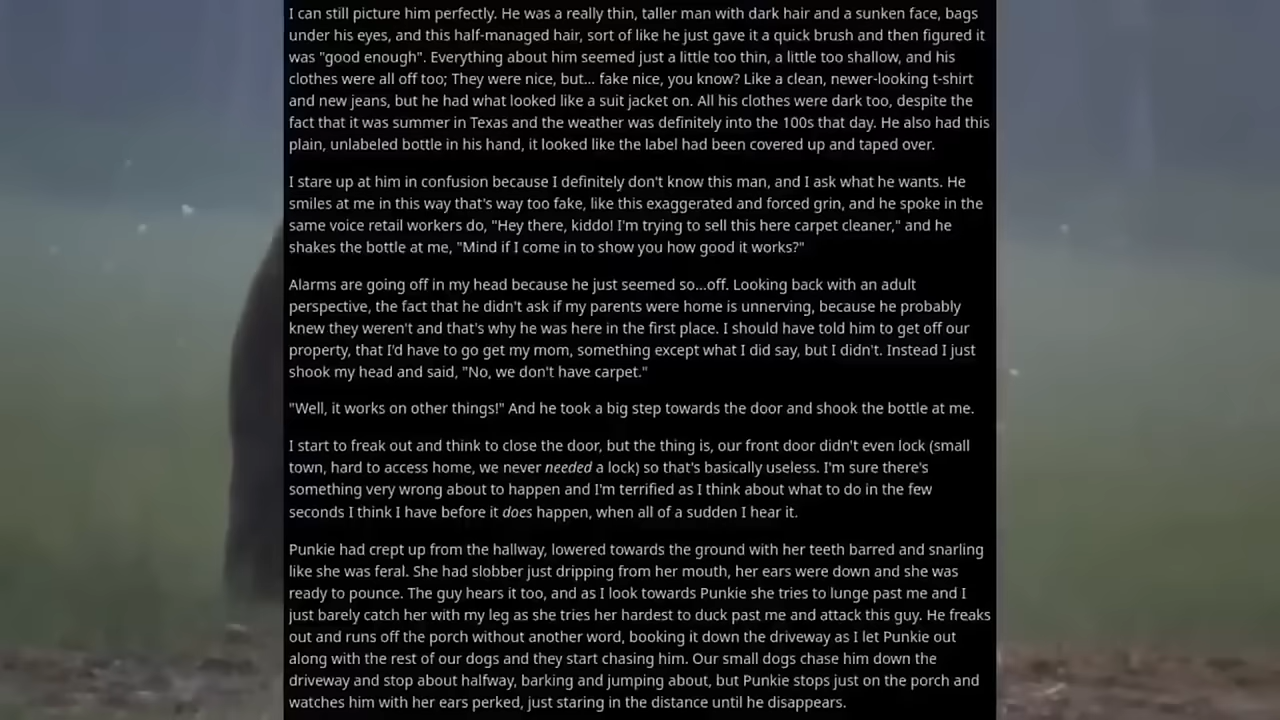 I can still picture him perfectly. He was a really thin, taller man with dark hair and a sunken face, bags
under his eyes, and this half-managed hair, sort of like he just gave it a quick brush and then figured it
was "good enough". Everything about him seemed just a little too thin, a little too shallow, and his
clothes were all off too; They were nice, but... fake nice, you know? Like a clean, newer-looking t-shirt
and new jeans, but he had what looked like a suit jacket on. All his clothes were dark too, despite the
fact that it was summer in Texas and the weather was definitely into the 100s that day. He also had this
plain, unlabeled bottle in his hand, it looked like the label had been covered up and taped over.
I stare up at him in confusion because I definitely don't know this man, and I ask what he wants. He
smiles at me in this way that's way too fake, like this exaggerated and forced grin, and he spoke in the
same voice retail workers do, "Hey there, kiddo! I'm trying to sell this here carpet cleaner," and he
shakes the bottle at me, "Mind if I come in to show you how good it works?"
Alarms are going off in my head because he just seemed so...off. Looking back with an adult
perspective, the fact that he didn't ask if my parents were home is unnerving, because he probably
knew they weren't and that's why he was here in the first place. I should have told him to get off our
property, that I'd have to go get my mom, something except what I did say, but I didn't. Instead I just
shook my head and said, "No, we don't have carpet."
"Well, it works on other things!" And he took a big step towards the door and shook the bottle at me.
I start to freak out and think to close the door, but the thing is, our front door didn't even lock (small
town, hard to access home, we never needed a lock) so that's basically useless. I'm sure there's
something very wrong about to happen and I'm terrified as I think about what to do in the few
seconds I think I have before it does happen, when all of a sudden I hear it.
Punkie had crept up from the hallway, lowered towards the ground with her teeth barred and snarling
like she was feral. She had slobber just dripping from her mouth, her ears were down and she was
ready to pounce. The guy hears it too, and as I look towards Punkie she tries to lunge past me and I
just barely catch her with my leg as she tries her hardest to duck past me and attack this guy. He freaks
out and runs off the porch without another word, booking it down the driveway as I let Punkie out
along with the rest of our dogs and they start chasing him. Our small dogs chase him down the
driveway and stop about halfway, barking and jumping about, but Punkie stops just on the porch and
watches him with her ears perked, just staring in the distance until he disappears.